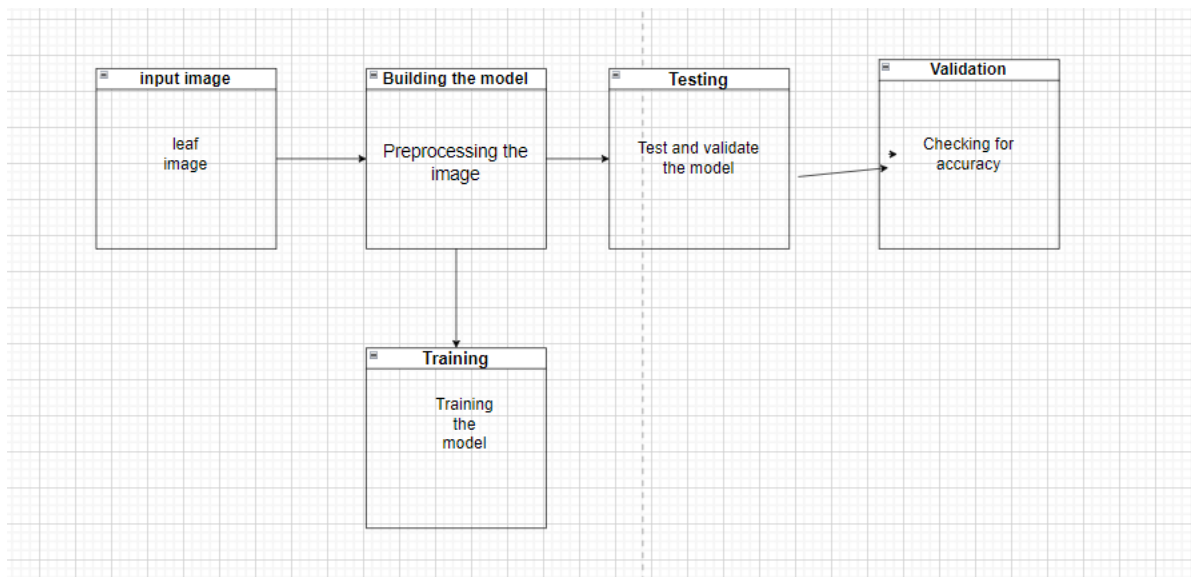 input image
leaf
image
Building the model
Preprocessing the
image
Testing
Test and validate
the model
Validation
Checking for
accuracy
Training
Training
the
model